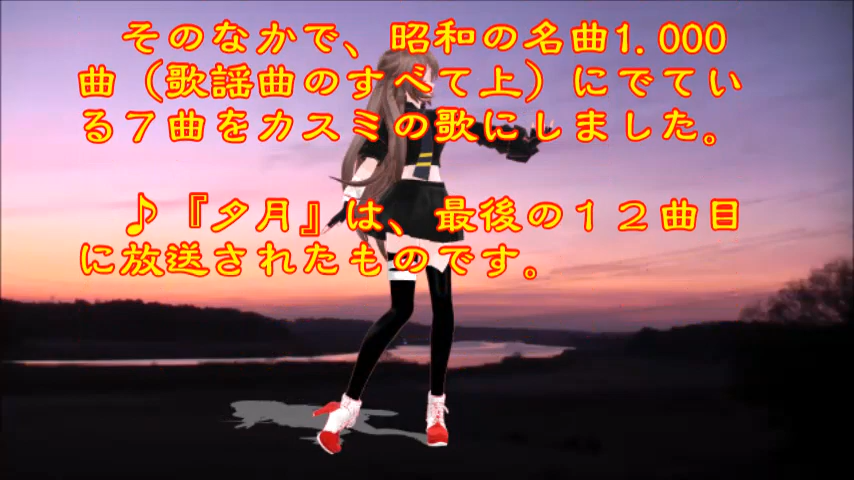 そのなかで、昭和の名曲1.000
曲（歌謡曲のすべて上）にでてい
る７曲をカスミの歌にしました。
♪『夕月』は、最後の１２曲目
に放送されたものです。